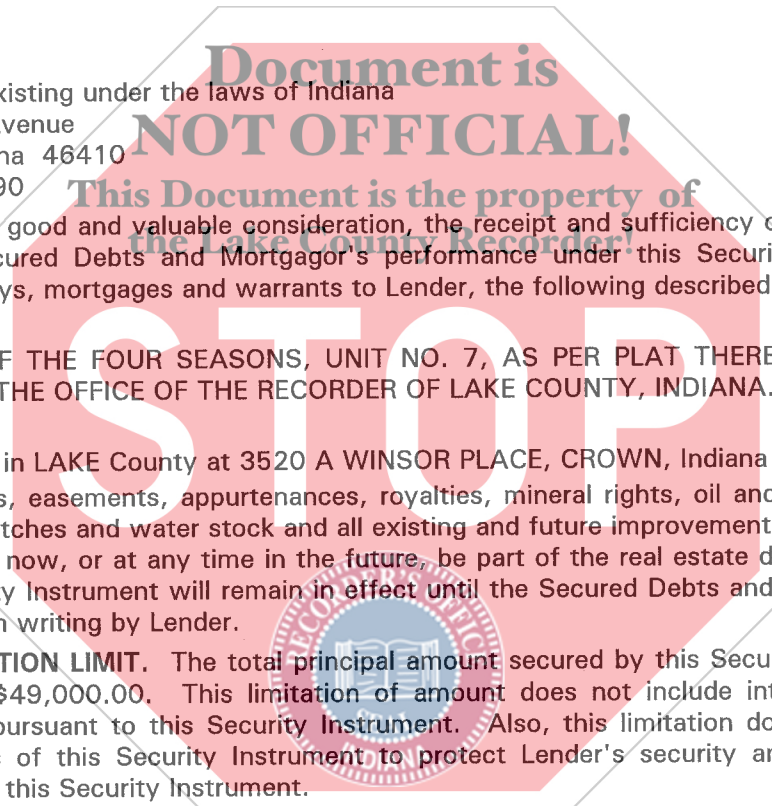 Document is
xisting under the laws of Indiana
venue
NOT OFFICIAL!
na 46410
90
This Document is the property of
good and valuable consideration, the receipt and sufficiency
the Lake County Recorder!
cured Debts and Mortgagor's performance under this Securi
ys, mortgages and warrants to Lender, the following described
STOP
F THE FOUR SEASONS, UNIT NO. 7, AS PER PLAT THERE
THE OFFICE OF THE RECORDER OF LAKE COUNTY, INDIANA.
in LAKE County at 3520 A WINSOR PLACE, CROWN, Indiana
s, easements, appurtenances, royalties, mineral rights, oil and
tches and water stock and all existing and future improvement
now, or at any time in the future, be part of the real estate d
ty Instrument will remain in effect until the Secured Debts and
n writing by Lender.
RECORDER'S OFFICE
TION LIMIT. The total principal amount secured by this Secu
$49,000.00. This limitation of amount does not include int
pursuant to this Security Instrument. Also, this limitation do
s of this Security Instrument to protect Lender's security an
INDIANA
this Security Instrument.